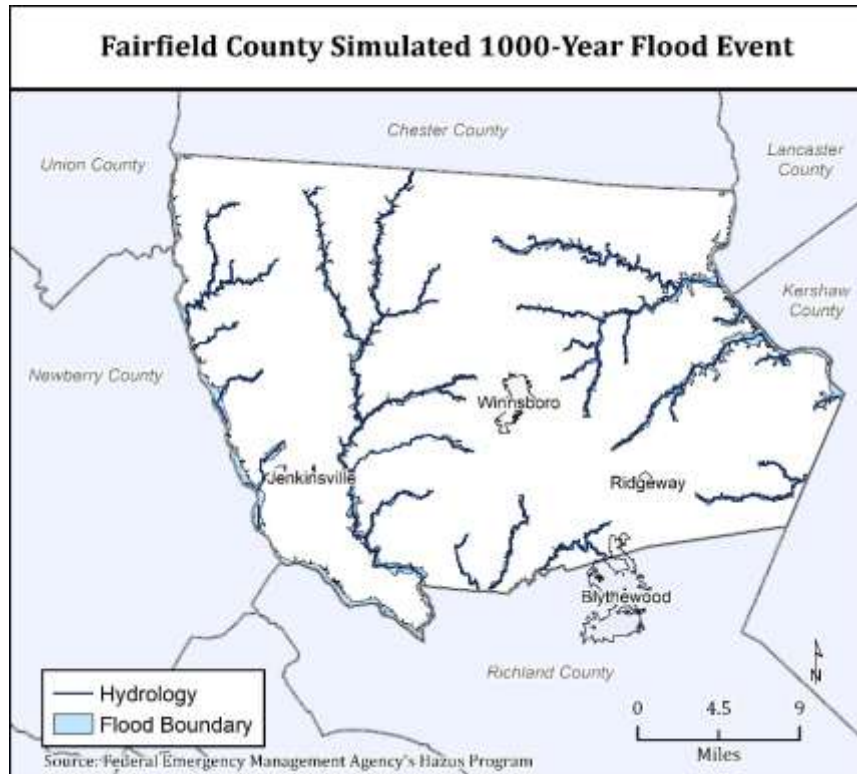 Fairfield County Simulated 1000-Year Flood Event
Chester County
Union County
Lancaster
County
Kershaw
County
Newberry County
Winnsboro
Jenkinsville
Ridgeway
Blythewood
Richland County
Hydrology
Flood Boundary
N
0 4.5 9
Miles
Source: Federal Emergency Management Agency's Hazus Program